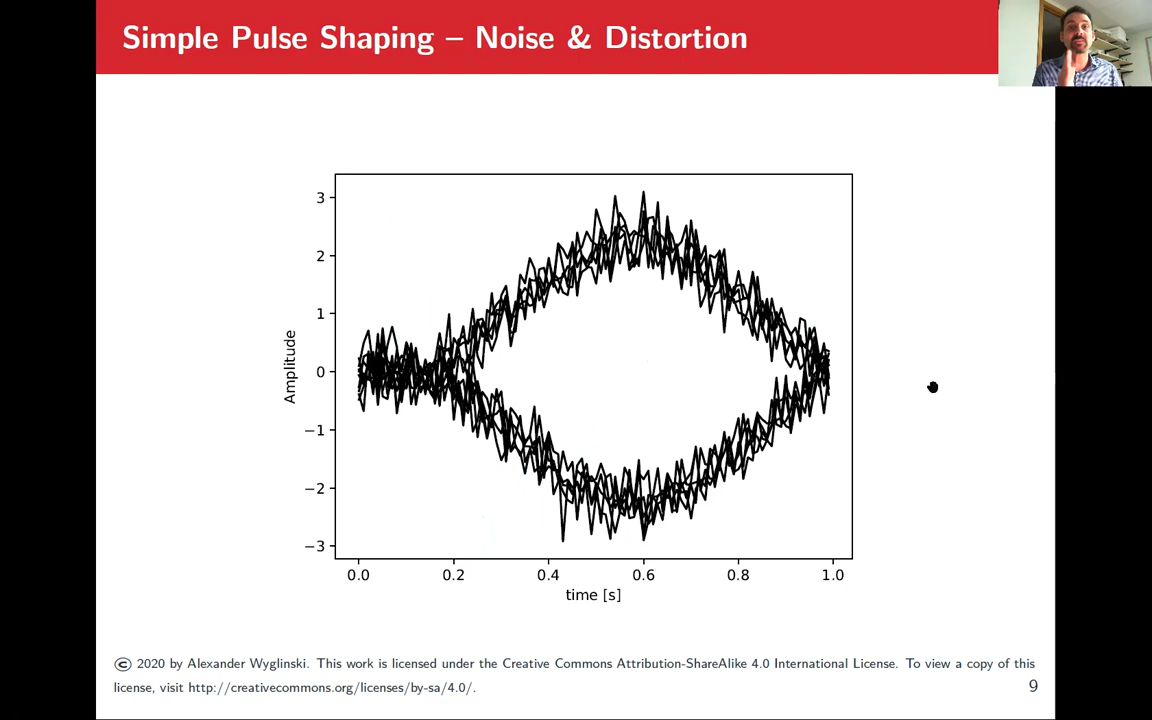 Simple Pulse Shaping – Noise & Distortion
3
2
1
0
−1
−2
−3
Amplitude
0.0 0.2 0.4 0.6 0.8 1.0
time [s]
© 2020 by Alexander Wyglinski. This work is licensed under the Creative Commons Attribution-ShareAlike 4.0 International License. To view a copy of this
license, visit http://creativecommons.org/licenses/by-sa/4.0/.
9